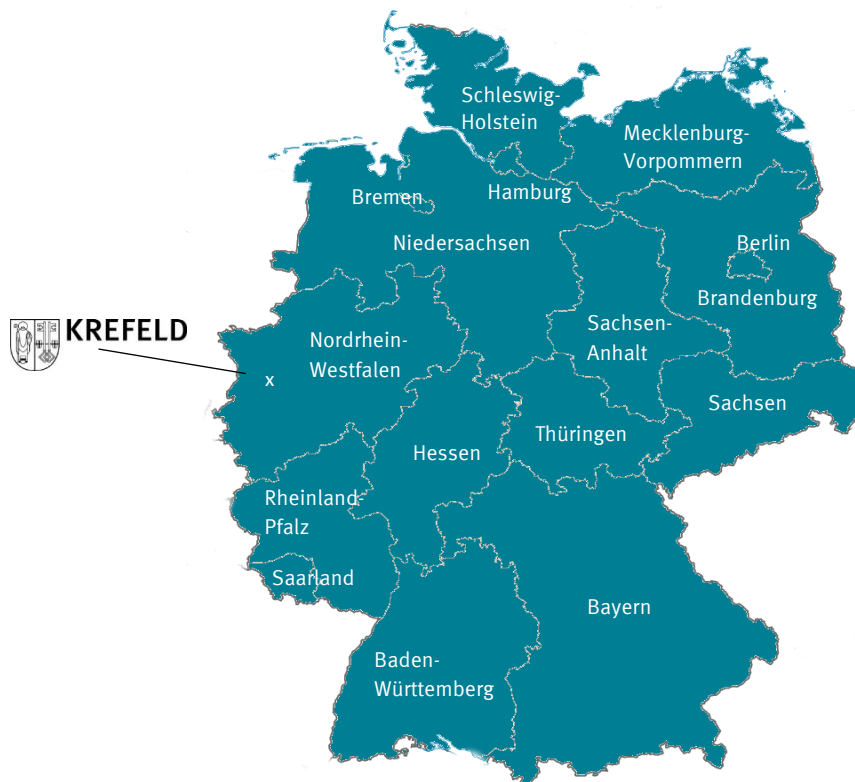 Schleswig-
Holstein
Mecklenburg-
Vorpommern
Hamburg
Bremen
Niedersachsen
Berlin
Brandenburg
KREFELD
Nordrhein-
Westfalen
x
Sachsen-
Anhalt
Sachsen
Thüringen
Hessen
Rheinland-
Pfalz
Saarland
Bayern
Baden-
Württemberg